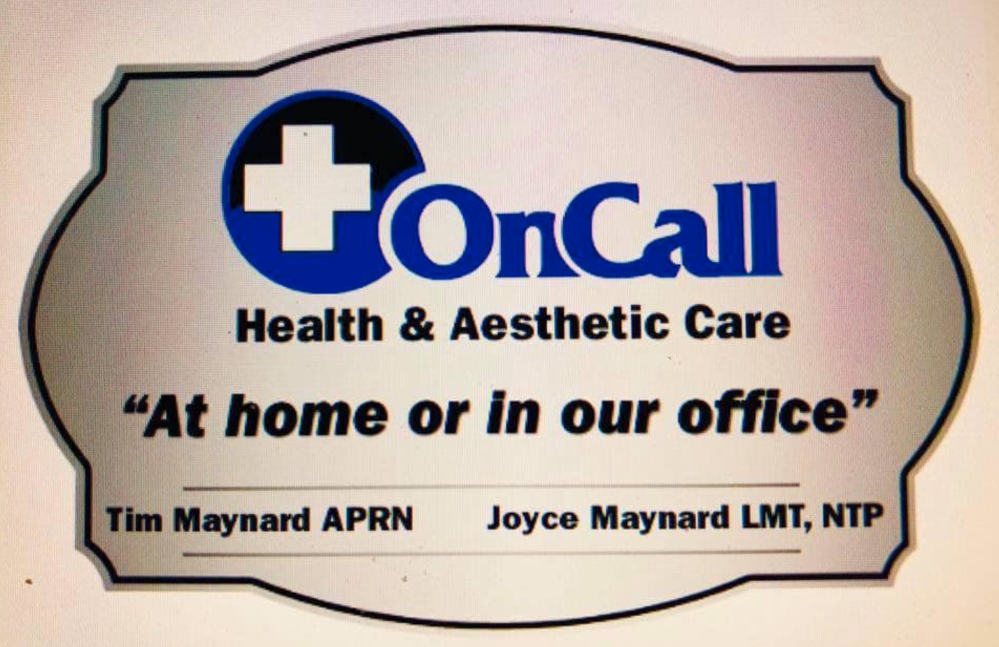 OnCall
Health & Aesthetic Care
“At home or in our office”
Tim Maynard APRN Joyce Maynard LMT, NTP